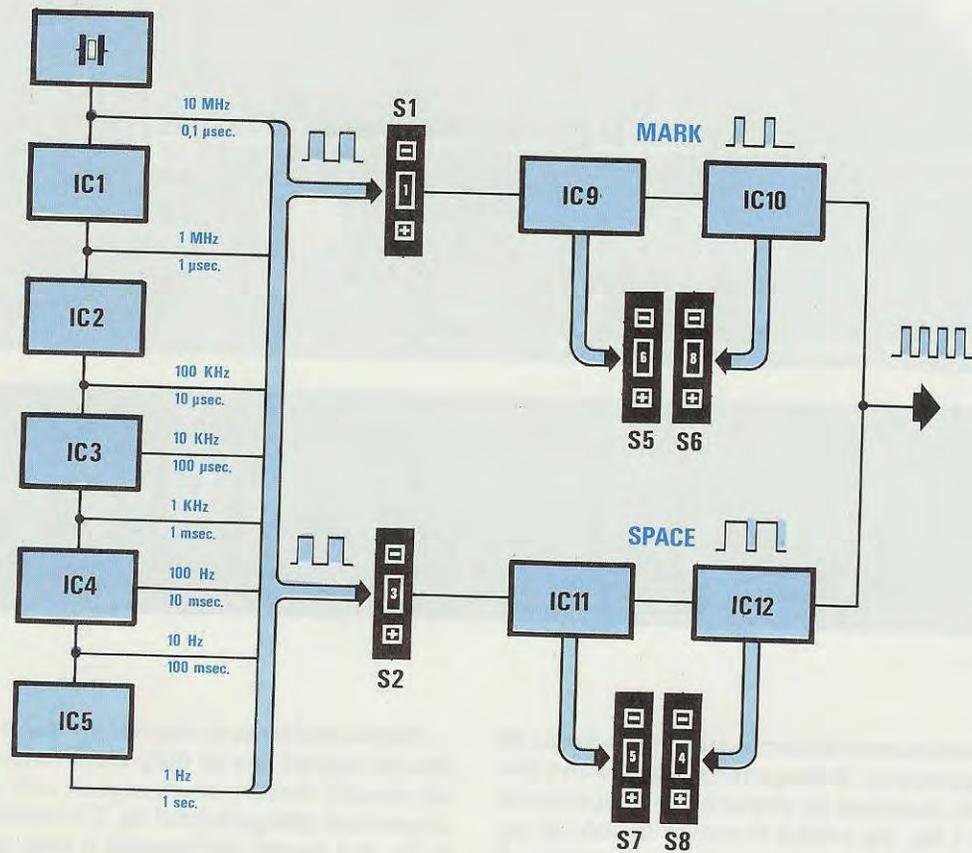 10 MHz
0,1 µsec.
IC1
1 MHz
1 µsec.
IC2
100 KHz
10 µsec.
IC3
10 KHz
100 µsec.
1 KHz
1 msec.
IC4
100 Hz
10 msec.
10 Hz
100 msec.
IC5
1 Hz
1 sec.
S1
-
1
+
MARK
IC9
IC10
-
6
+
-
8
+
S5 S6
S2
-
3
+
SPACE
IC11
IC12
-
5
+
-
4
+
S7 S8